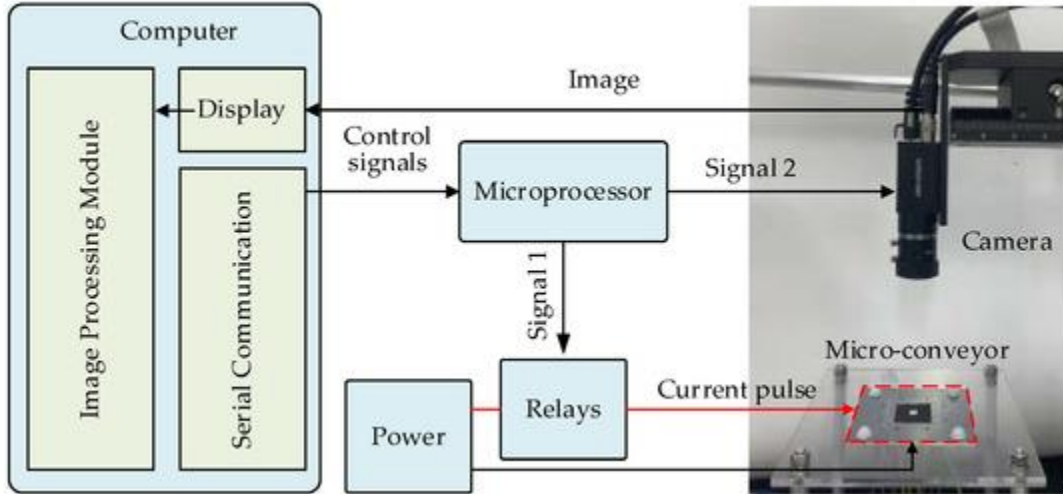 Computer
Image Processing Module
Display
Serial Communication
Image
Control
signals
Microprocessor
Signal 2
Camera
Signal 1
Micro-conveyor
Relays
Current pulse
Power